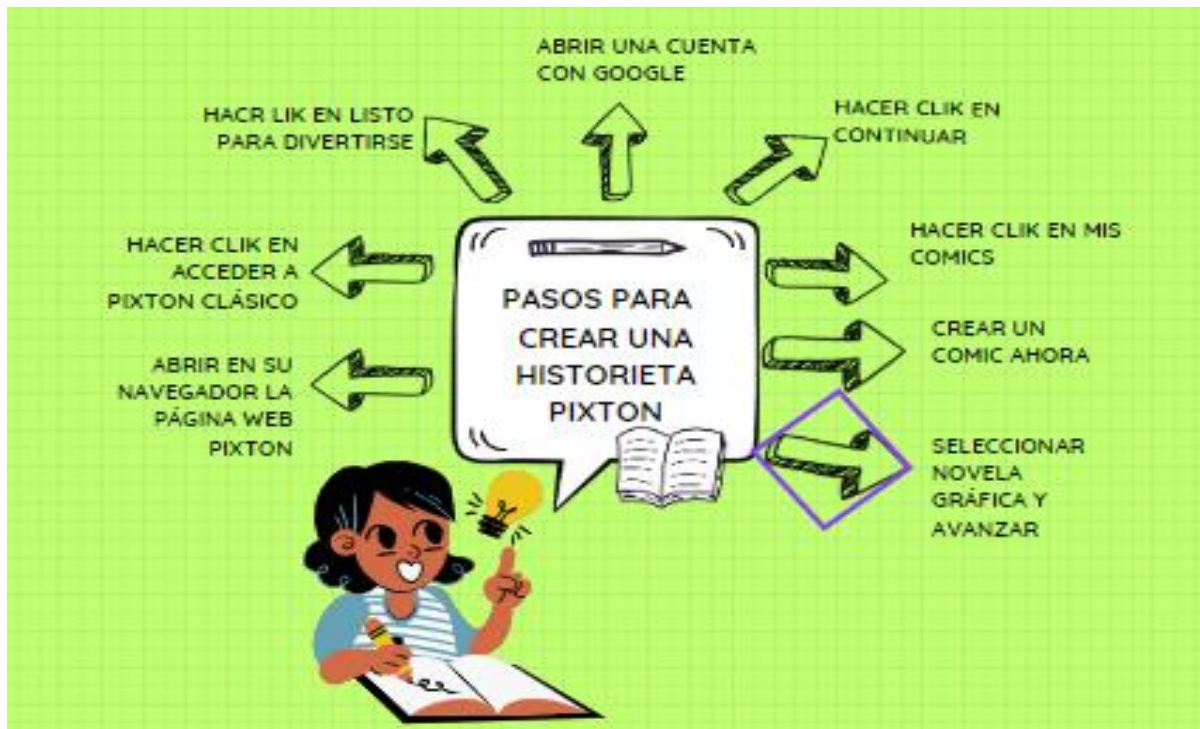 ABRIR UNA CUENTA
CON GOOGLE
HACR LIK EN LISTO
PARA DIVERTIRSE
HACER CLIK EN
CONTINUAR
HACER CLIK EN
ACCEDER A
PIXTON CLÁSICO
HACER CLIK EN MIS
COMICS
PASOS PARA
CREAR UNA
HISTORIETA
PIXTON
ABRIR EN SU
NAVEGADOR LA
PÁGINA WEB
PIXTON
CREAR UN
COMIC AHORA
SELECCIONAR
NOVELA
GRÁFICA Y
AVANZAR